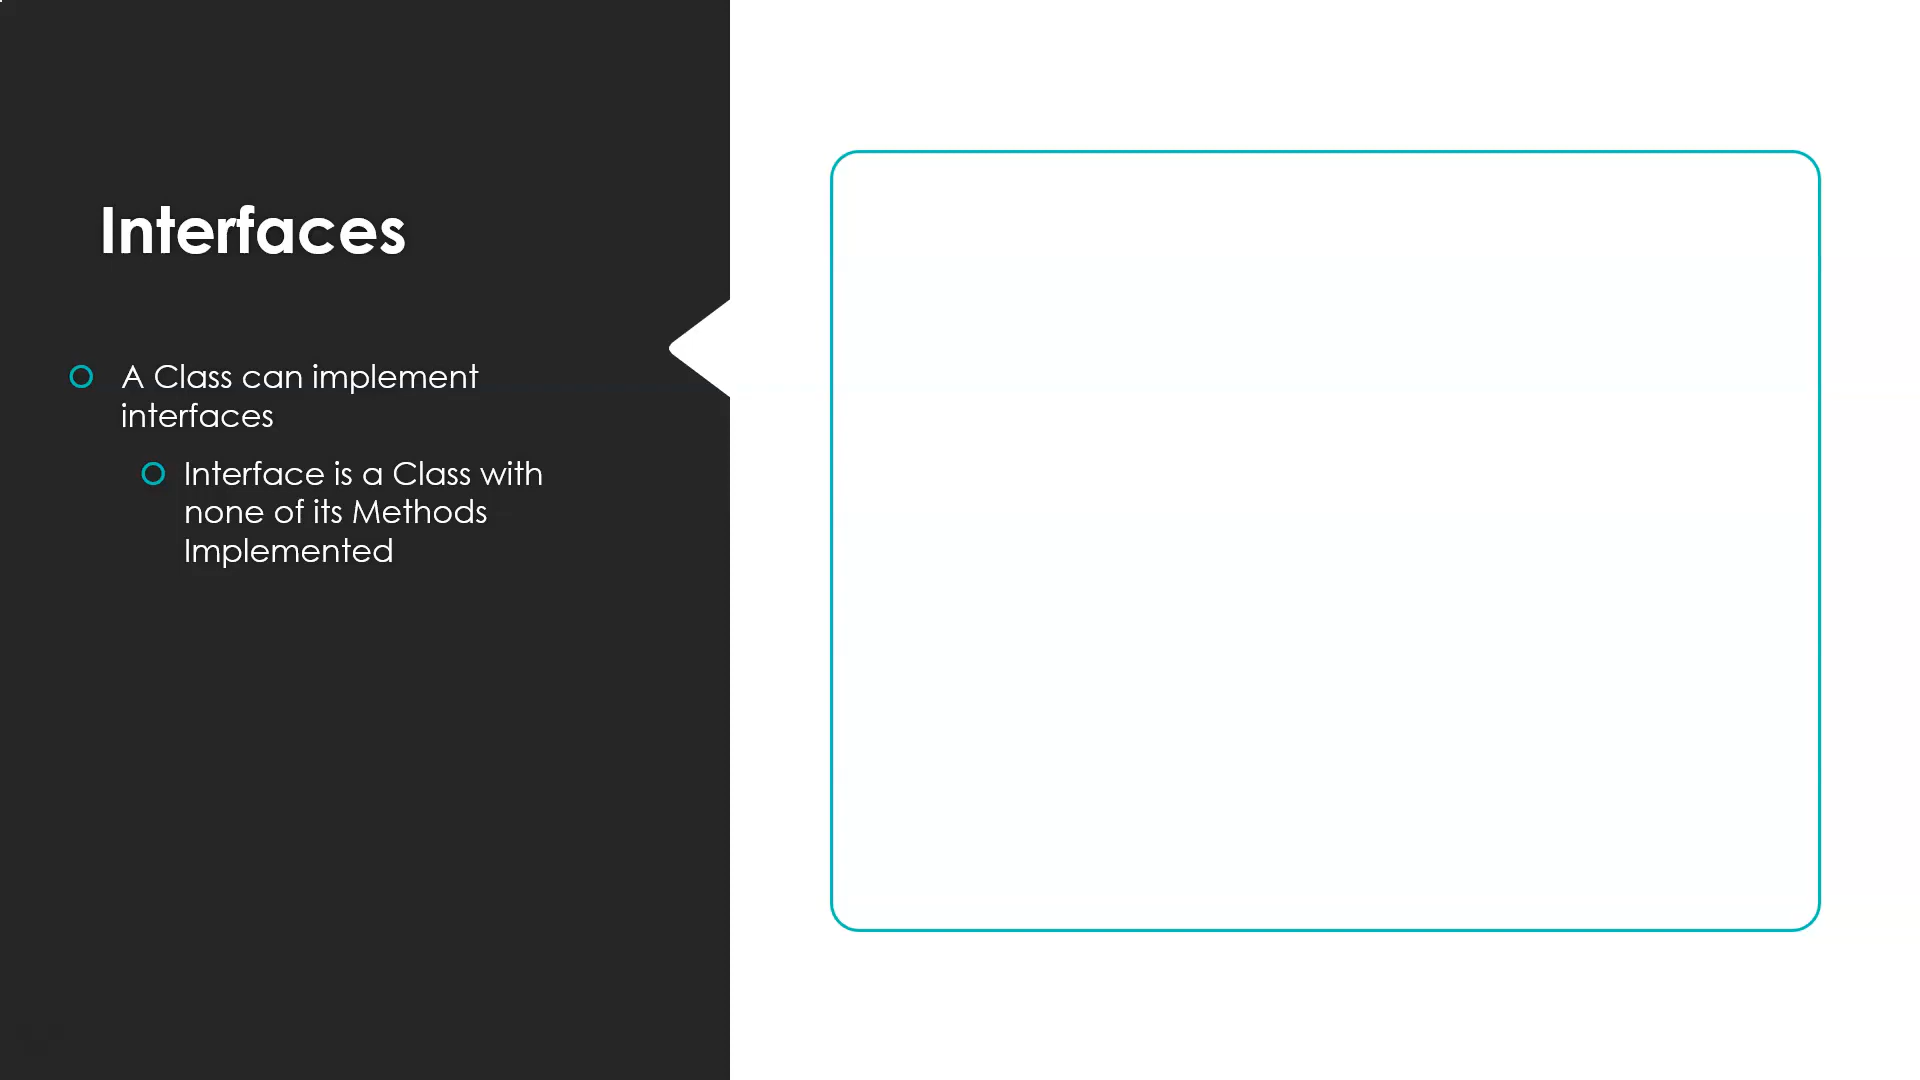 Interfaces
A Class can implement
interfaces
Interface is a Class with
none of its Methods
Implemented